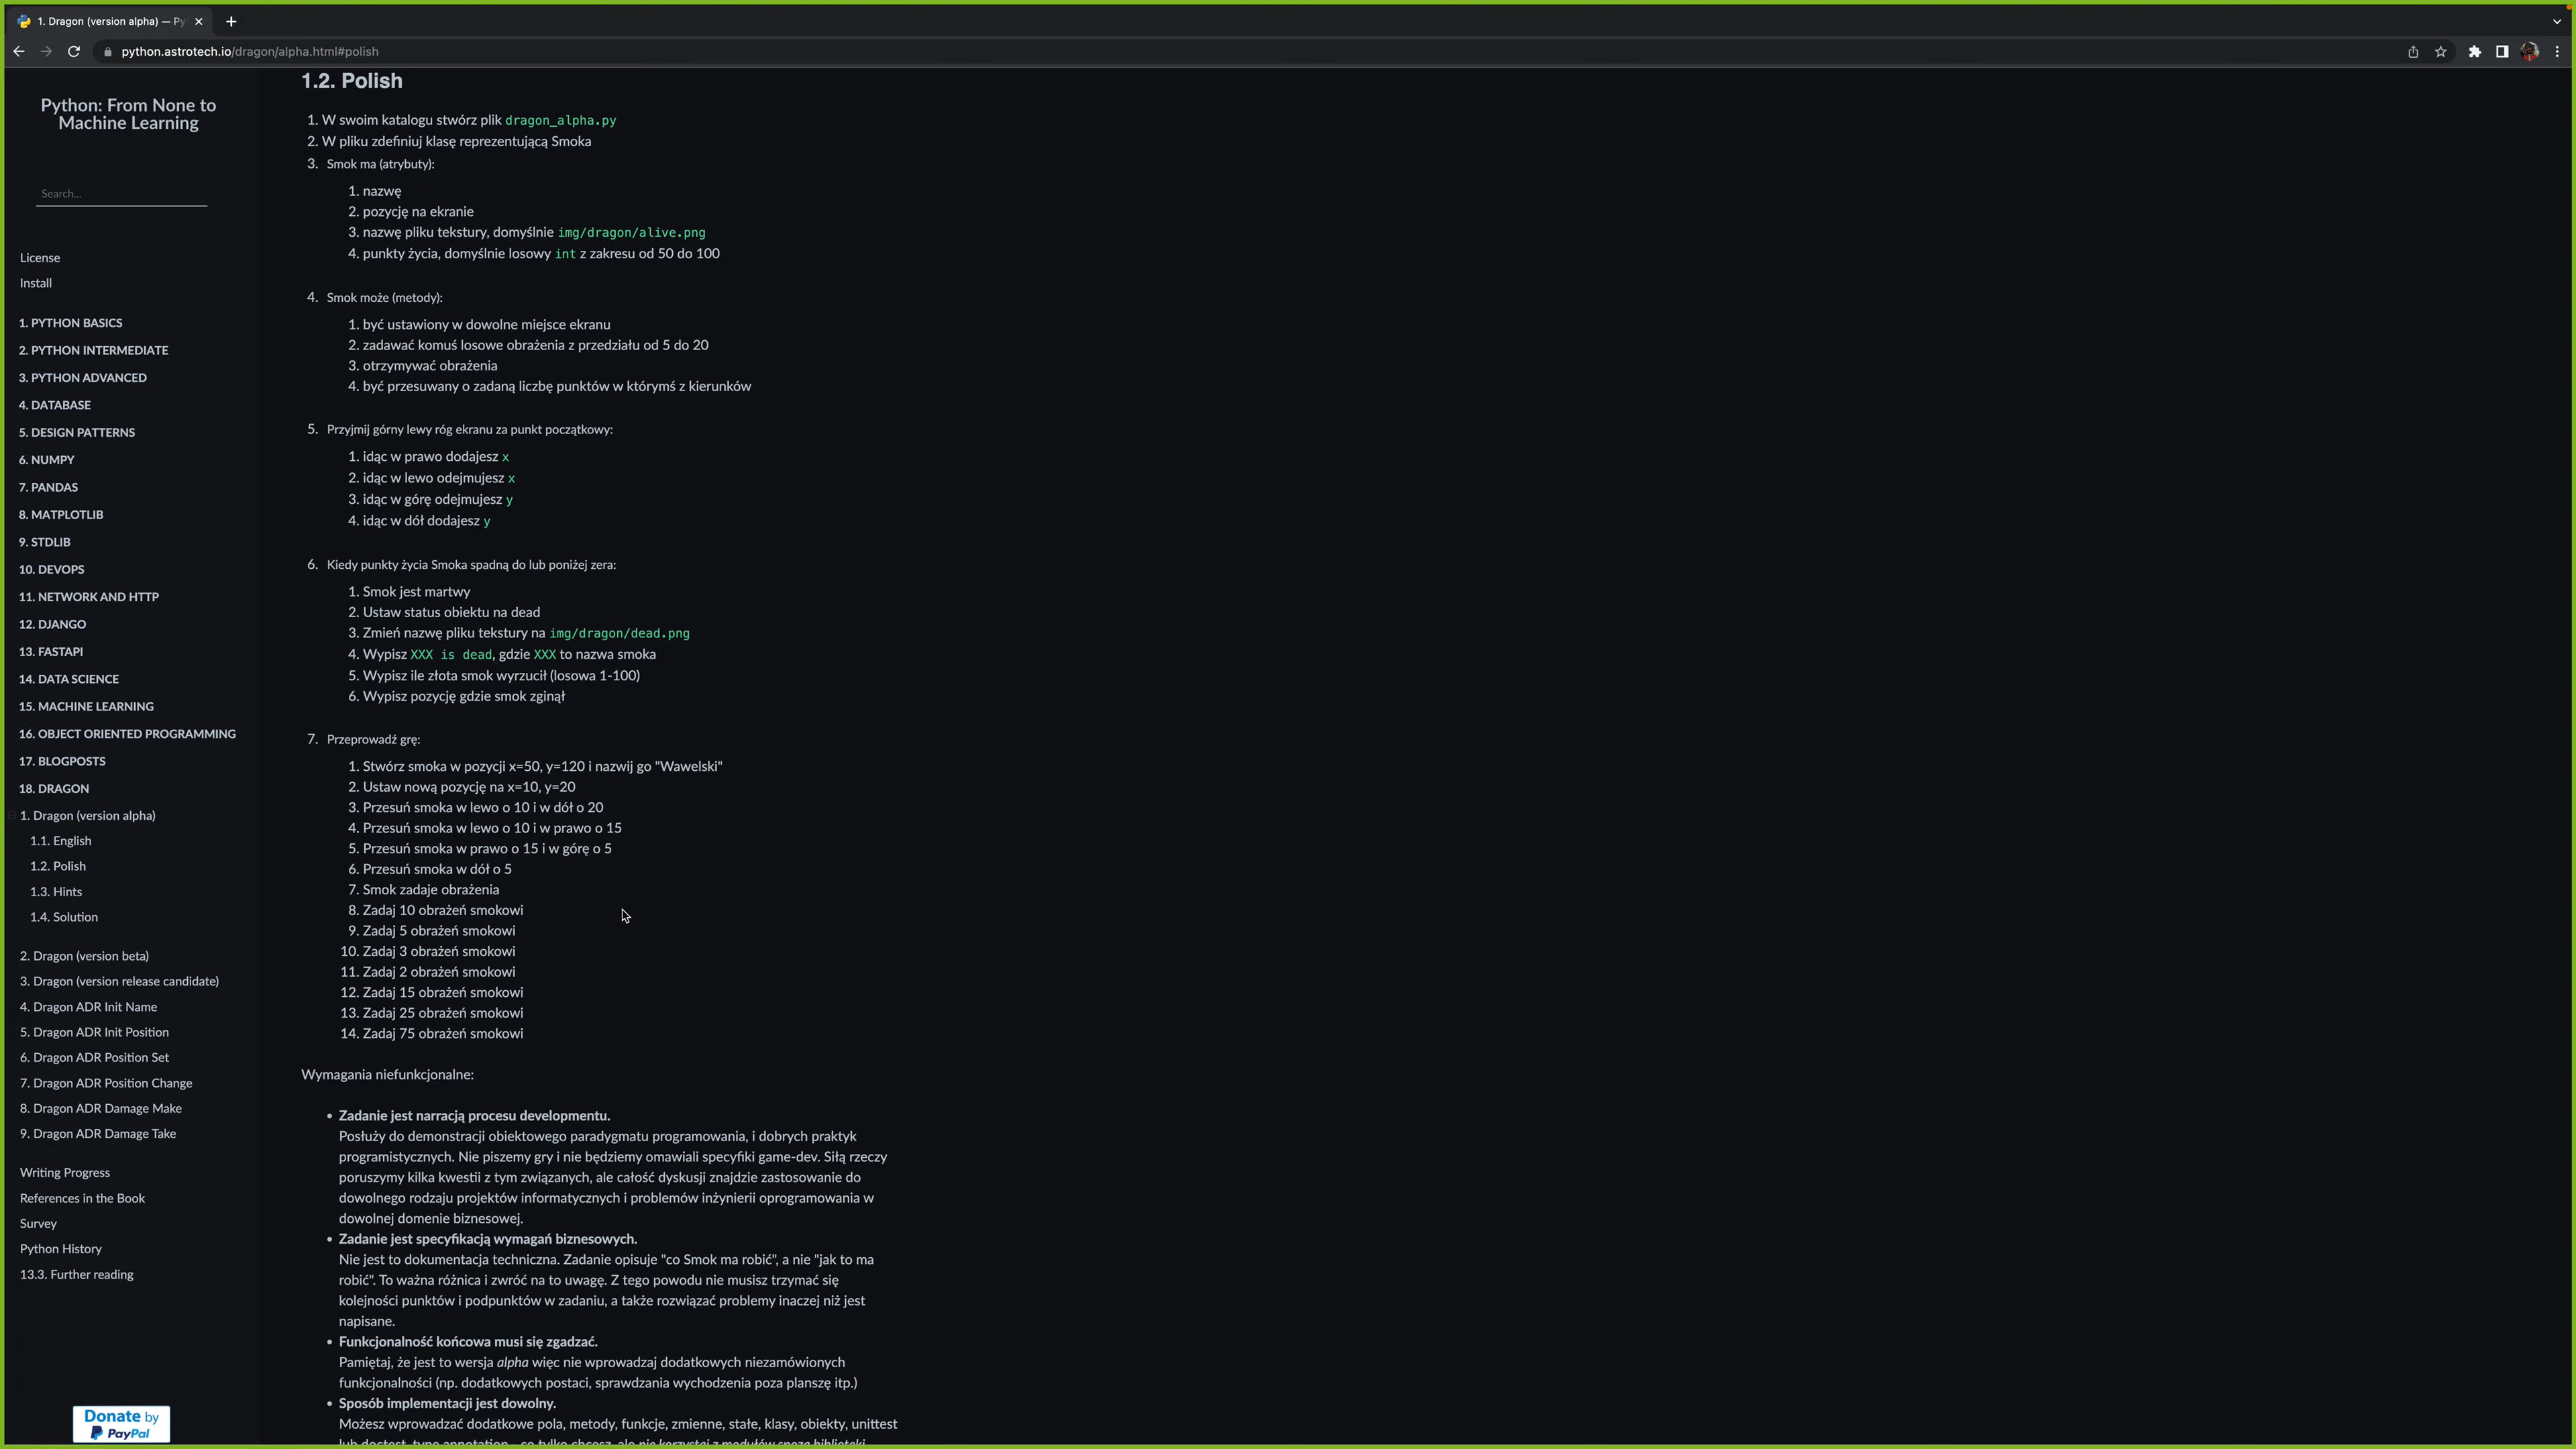 1. Dragon (version alpha) — Py
python.astrotech.io/dragon/alpha.html#polish
Python: From None to
Machine Learning
Search...
License
Install
1. PYTHON BASICS
2. PYTHON INTERMEDIATE
3. PYTHON ADVANCED
4. DATABASE
5. DESIGN PATTERNS
6. NUMPY
7. PANDAS
8. MATPLOTLIB
9. STDLIB
10. DEVOPS
11. NETWORK AND HTTP
12. DJANGO
13. FASTAPI
14. DATA SCIENCE
15. MACHINE LEARNING
16. OBJECT ORIENTED PROGRAMMING
17. BLOGPOSTS
18. DRAGON
1. Dragon (version alpha)
1.1. English
1.2. Polish
1.3. Hints
1.4. Solution
2. Dragon (version beta)
3. Dragon (version release candidate)
4. Dragon ADR Init Name
5. Dragon ADR Init Position
6. Dragon ADR Position Set
7. Dragon ADR Position Change
8. Dragon ADR Damage Make
9. Dragon ADR Damage Take
Writing Progress
References in the Book
Survey
Python History
13.3. Further reading
Donate by
PayPal
1.2. Polish
1. W swoim katalogu stwórz plik dragon_alpha.py
2. W pliku zdefiniuj klasę reprezentującą Smoka
3. Smok ma (atrybuty):
1. nazwę
2. pozycję na ekranie
3. nazwę pliku tekstury, domyślnie img/dragon/alive.png
4. punkty życia, domyślnie losowy int z zakresu od 50 do 100
4. Smok może (metody):
1. być ustawiony w dowolne miejsce ekranu
2. zadawać komuś losowe obrażenia z przedziału od 5 do 20
3. otrzymywać obrażenia
4. być przesuwany o zadaną liczbę punktów w którymś z kierunków
5. Przyjmij górny lewy róg ekranu za punkt początkowy:
1. idąc w prawo dodajesz x
2. idąc w lewo odejmujesz x
3. idąc w górę odejmujesz y
4. idąc w dół dodajesz y
6. Kiedy punkty życia Smoka spadną do lub poniżej zera:
1. Smok jest martwy
2. Ustaw status obiektu na dead
3. Zmień nazwę pliku tekstury na img/dragon/dead.png
4. Wypisz XXX is dead, gdzie XXX to nazwa smoka
5. Wypisz ile złota smok wyrzucił (losowa 1-100)
6. Wypisz pozycję gdzie smok zginął
7. Przeprowadź grę:
1. Stwórz smoka w pozycji x=50, y=120 i nazwij go "Wawelski"
2. Ustaw nową pozycję na x=10, y=20
3. Przesuń smoka w lewo o 10 i w dół o 20
4. Przesuń smoka w lewo o 10 i w prawo o 15
5. Przesuń smoka w prawo o 15 i w górę o 5
6. Przesuń smoka w dół o 5
7. Smok zadaje obrażenia
8. Zadaj 10 obrażeń smokowi
9. Zadaj 5 obrażeń smokowi
10. Zadaj 3 obrażeń smokowi
11. Zadaj 2 obrażeń smokowi
12. Zadaj 15 obrażeń smokowi
13. Zadaj 25 obrażeń smokowi
14. Zadaj 75 obrażeń smokowi
Wymagania niefunkcjonalne:
• Zadanie jest narracją procesu developmentu.
Posłuży do demonstracji obiektowego paradygmatu programowania, i dobrych praktyk
programistycznych. Nie piszemy gry i nie będziemy omawiali specyfiki game-dev. Siłą rzeczy
poruszymy kilka kwestii z tym związanych, ale całość dyskusji znajdzie zastosowanie do
dowolnego rodzaju projektów informatycznych i problemów inżynierii oprogramowania w
dowolnej domenie biznesowej.
• Zadanie jest specyfikacją wymagań biznesowych.
Nie jest to dokumentacja techniczna. Zadanie opisuje "co Smok ma robić", a nie "jak to ma
robić". To ważna różnica i zwróć na to uwagę. Z tego powodu nie musisz trzymać się
kolejności punktów i podpunktów w zadaniu, a także rozwiązać problemy inaczej niż jest
napisane.
• Funkcjonalność końcowa musi się zgadzać.
Pamiętaj, że jest to wersja alpha więc nie wprowadzaj dodatkowych niezamówionych
funkcjonalności (np. dodatkowych postaci, sprawdzania wychodzenia poza planszę itp.)
• Sposób implementacji jest dowolny.
Możesz wprowadzać dodatkowe pola, metody, funkcje, zmienne, stałe, klasy, obiekty, unittest
lub doctest, type annotation - co tylko chcesz, ale nie korzystaj z modułów spoza biblioteki